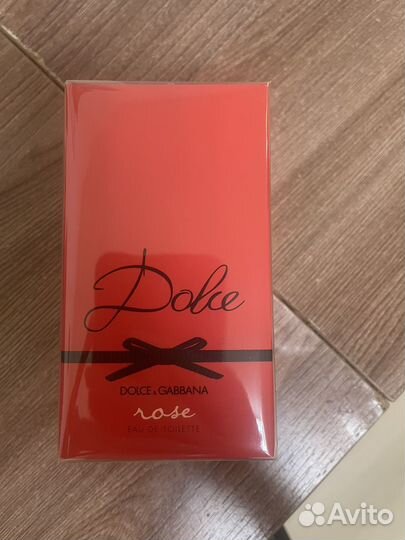 Dolce
DOLCE & GABBANA
rose
EAU DE TOILETTE
Avito